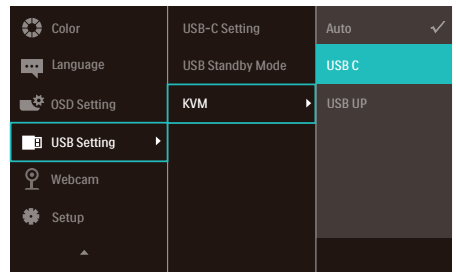 Color
Language
OSD Setting
USB Setting
Webcam
Setup
USB-C Setting
USB Standby Mode
KVM
Auto
USB C
USB UP